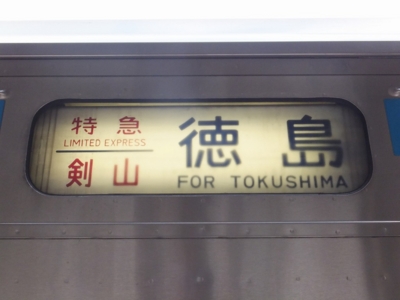 特急
LIMITED EXPRESS
剣山
徳島
FOR TOKUSHIMA